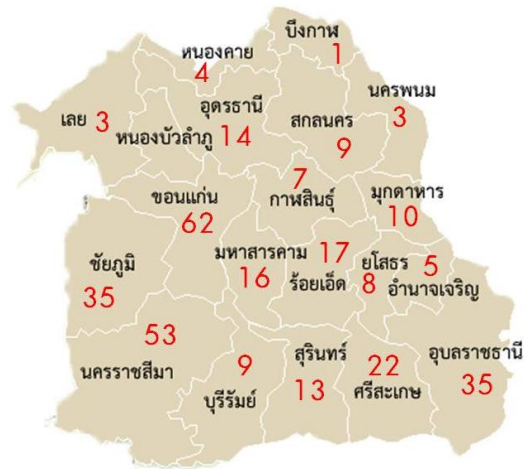 บึงกาฬ
1
หนองคาย
4
นครพนม
3
อุดรธานี
14
เลย 3
สกลนคร
9
หนองบัวลำภู
7
กาฬสินธุ์
ขอนแก่น
62
มุกดาหาร
10
มหาสารคาม
16
17
ร้อยเอ็ด
ยโสธร
8
5
อำนาจเจริญ
ชัยภูมิ
35
53
นครราชสีมา
9
บุรีรัมย์
สุรินทร์
13
22
ศรีสะเกษ
อุบลราชธานี
35